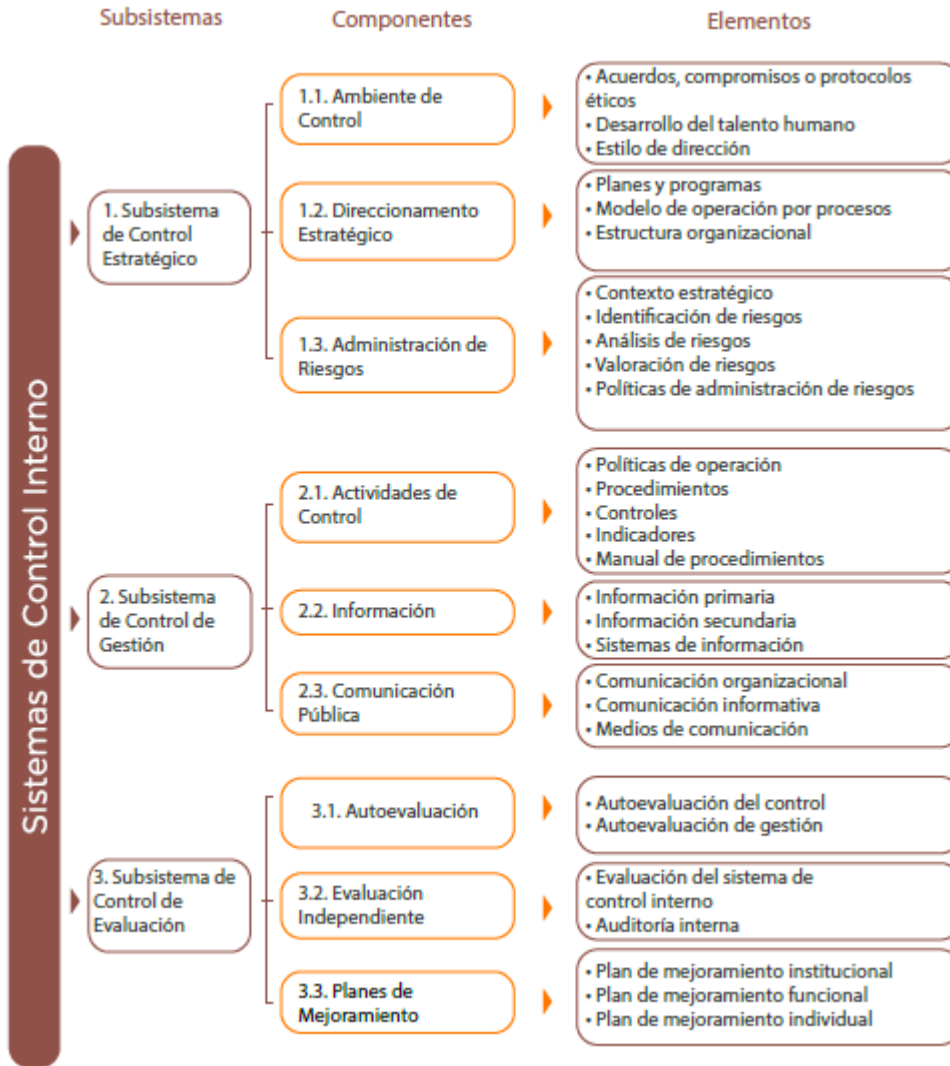 Subsistemas
Componentes
Elementos
Sistemas de Control Interno
1. Subsistema
de Control
Estratégico
1.1. Ambiente de
Control
• Acuerdos, compromisos o protocolos
éticos
• Desarrollo del talento humano
• Estilo de dirección
1.2. Direccionamento
Estratégico
• Planes y programas
• Modelo de operación por procesos
• Estructura organizacional
1.3. Administración de
Riesgos
• Contexto estratégico
• Identificación de riesgos
• Análisis de riesgos
• Valoración de riesgos
• Políticas de administración de riesgos
2. Subsistema
de Control de
Gestión
2.1. Actividades de
Control
• Políticas de operación
• Procedimientos
• Controles
• Indicadores
• Manual de procedimientos
2.2. Información
• Información primaria
• Información secundaria
• Sistemas de información
2.3. Comunicación
Pública
• Comunicación organizacional
• Comunicación informativa
• Medios de comunicación
3. Subsistema de
Control de
Evaluación
3.1. Autoevaluación
• Autoevaluación del control
• Autoevaluación de gestión
3.2. Evaluación
Independiente
• Evaluación del sistema de
control interno
• Auditoría interna
3.3. Planes de
Mejoramiento
• Plan de mejoramiento institucional
• Plan de mejoramiento funcional
• Plan de mejoramiento individual